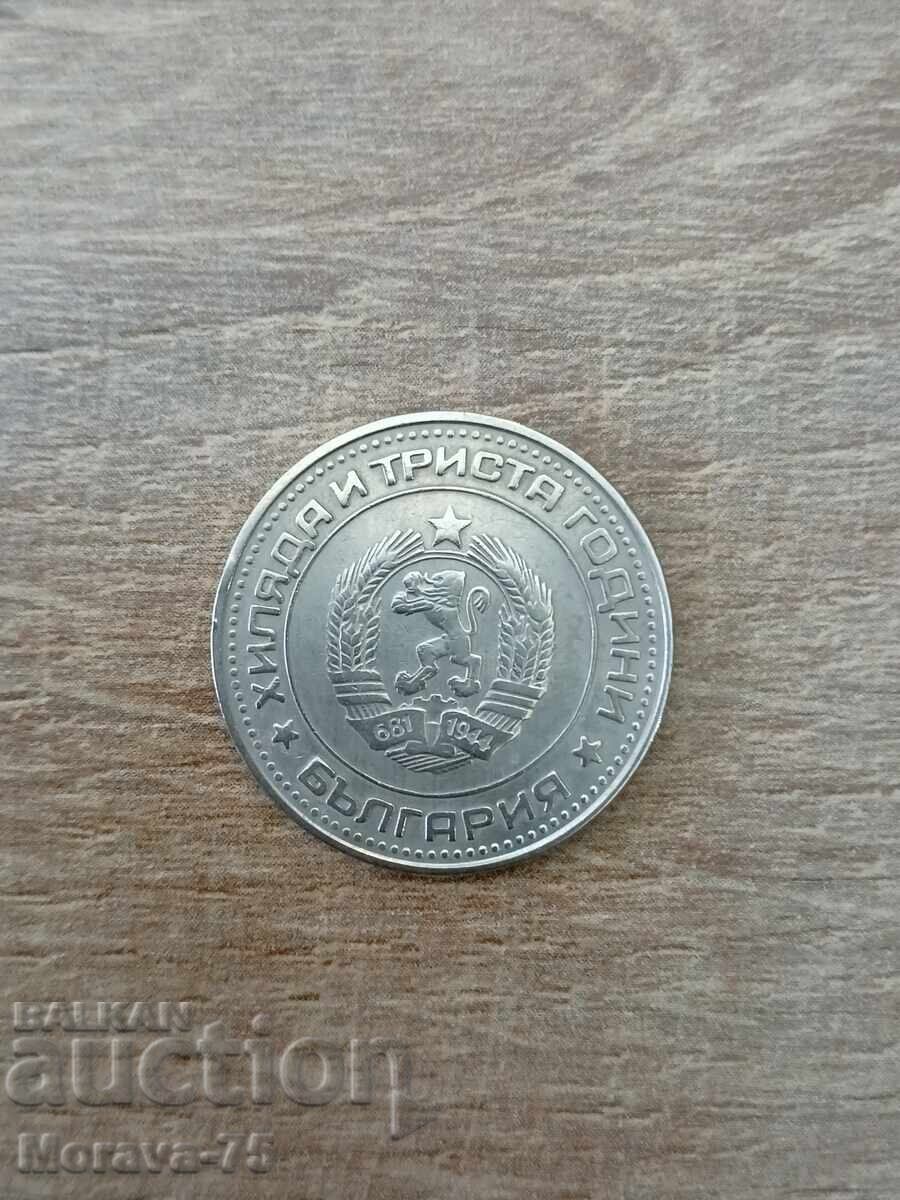 ХИЛЯДА И ТРИСТА ГОДИНИ
681 1944
БЪЛГАРИЯ
BALKAN
auction
Morava-75